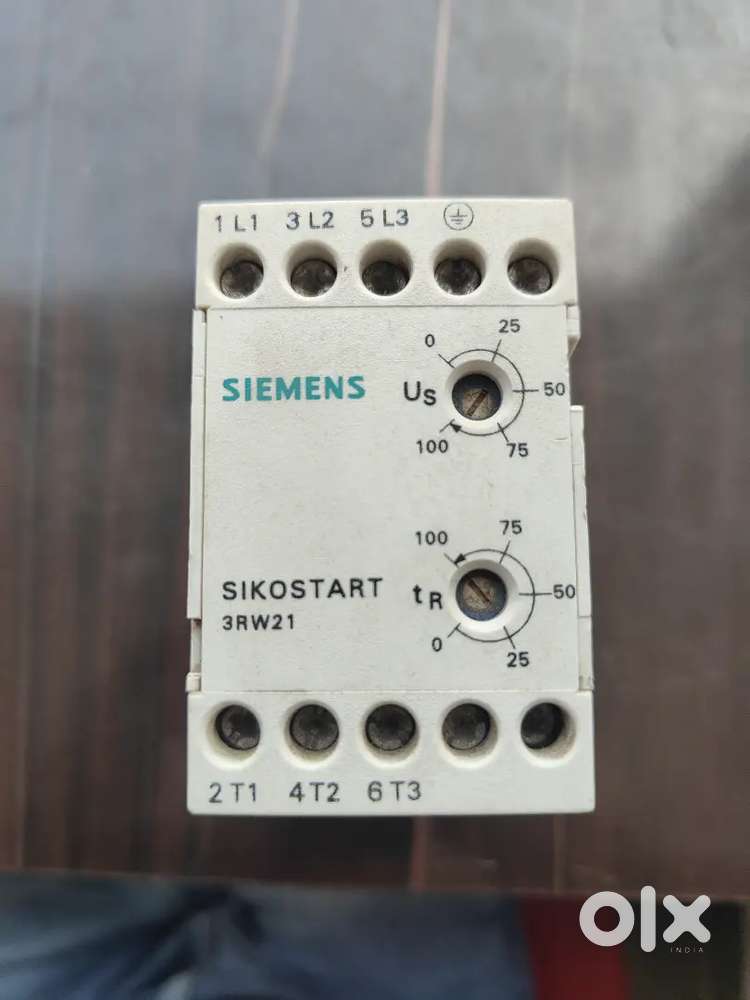 1 L1 3 L2 5 L3
0 25
SIEMENS US 50
100 75
100 75
SIKOSTART tR 50
3RW21
0 25
2 T1 4 T2 6 T3
olx
INDIA